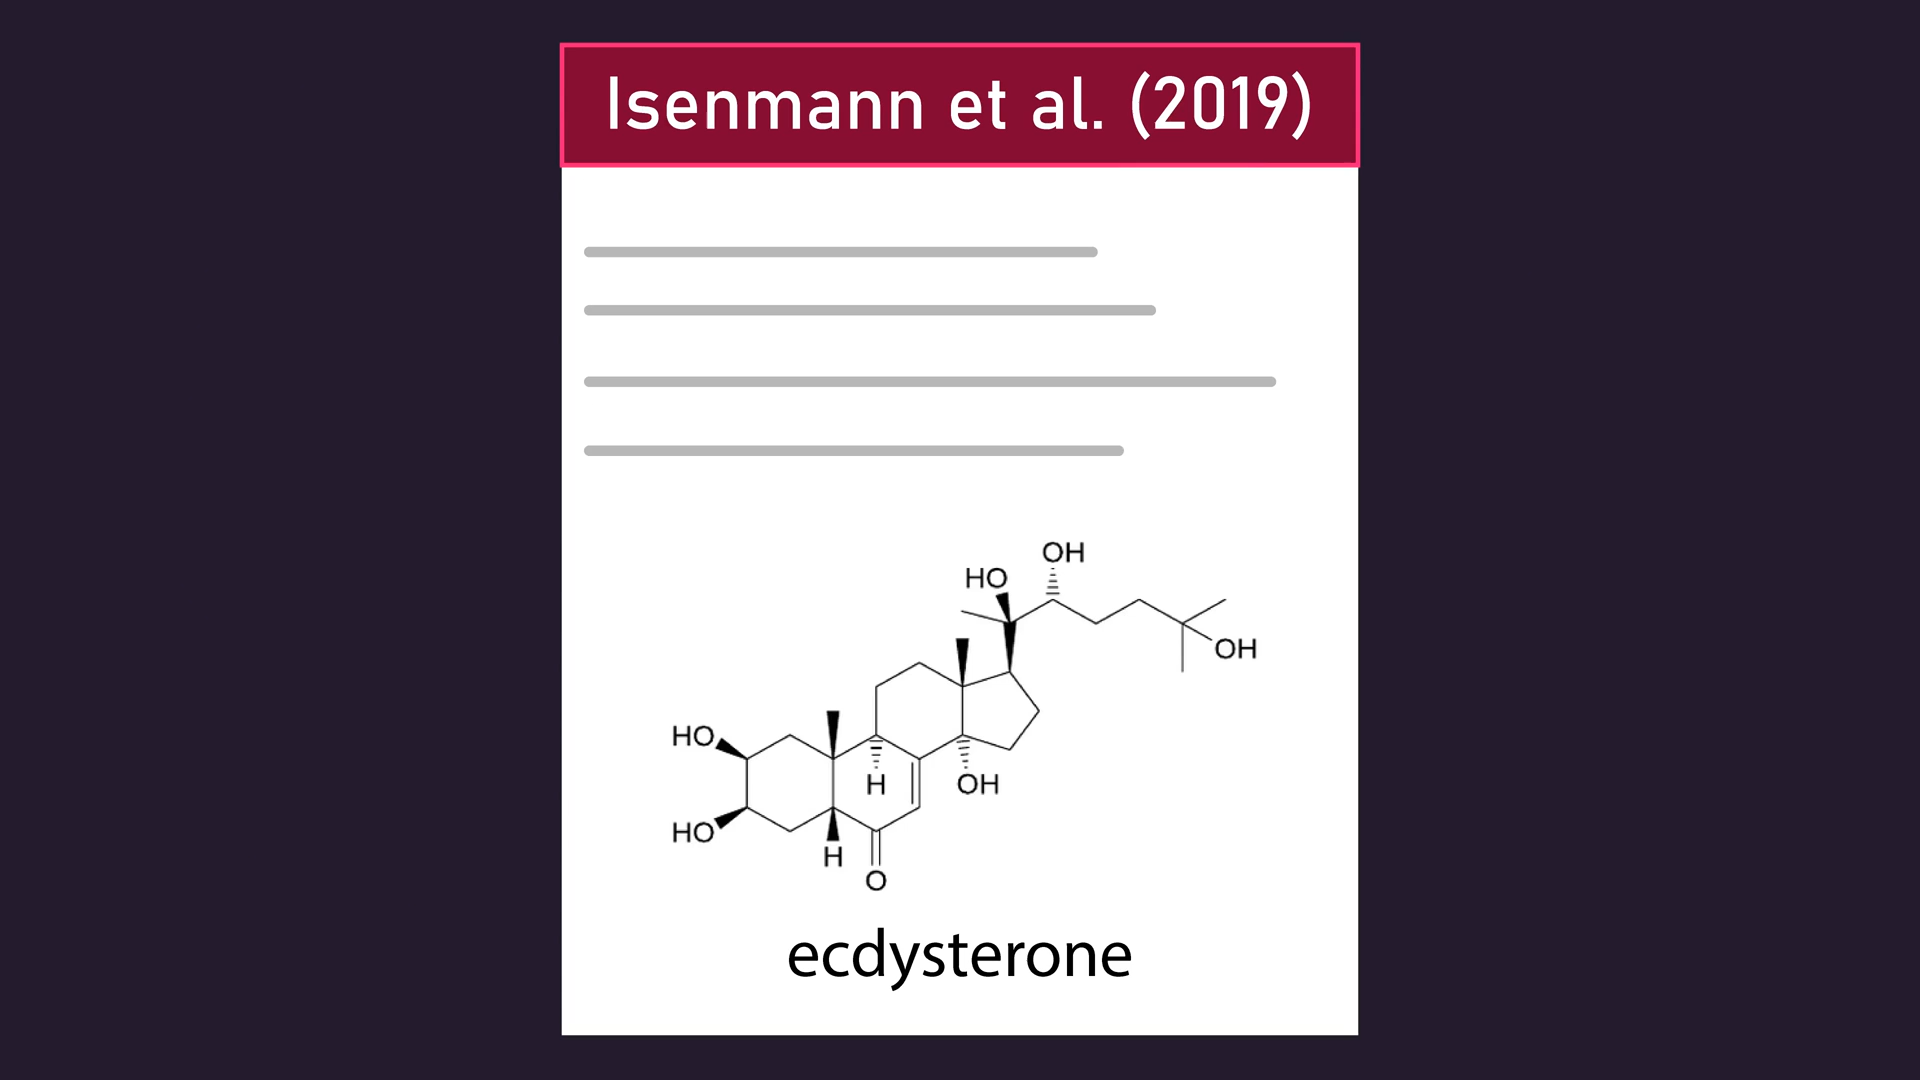 Isenmann et al. (2019)
OH
HO
OH
HO
H
OH
HO
H
O
ecdysterone